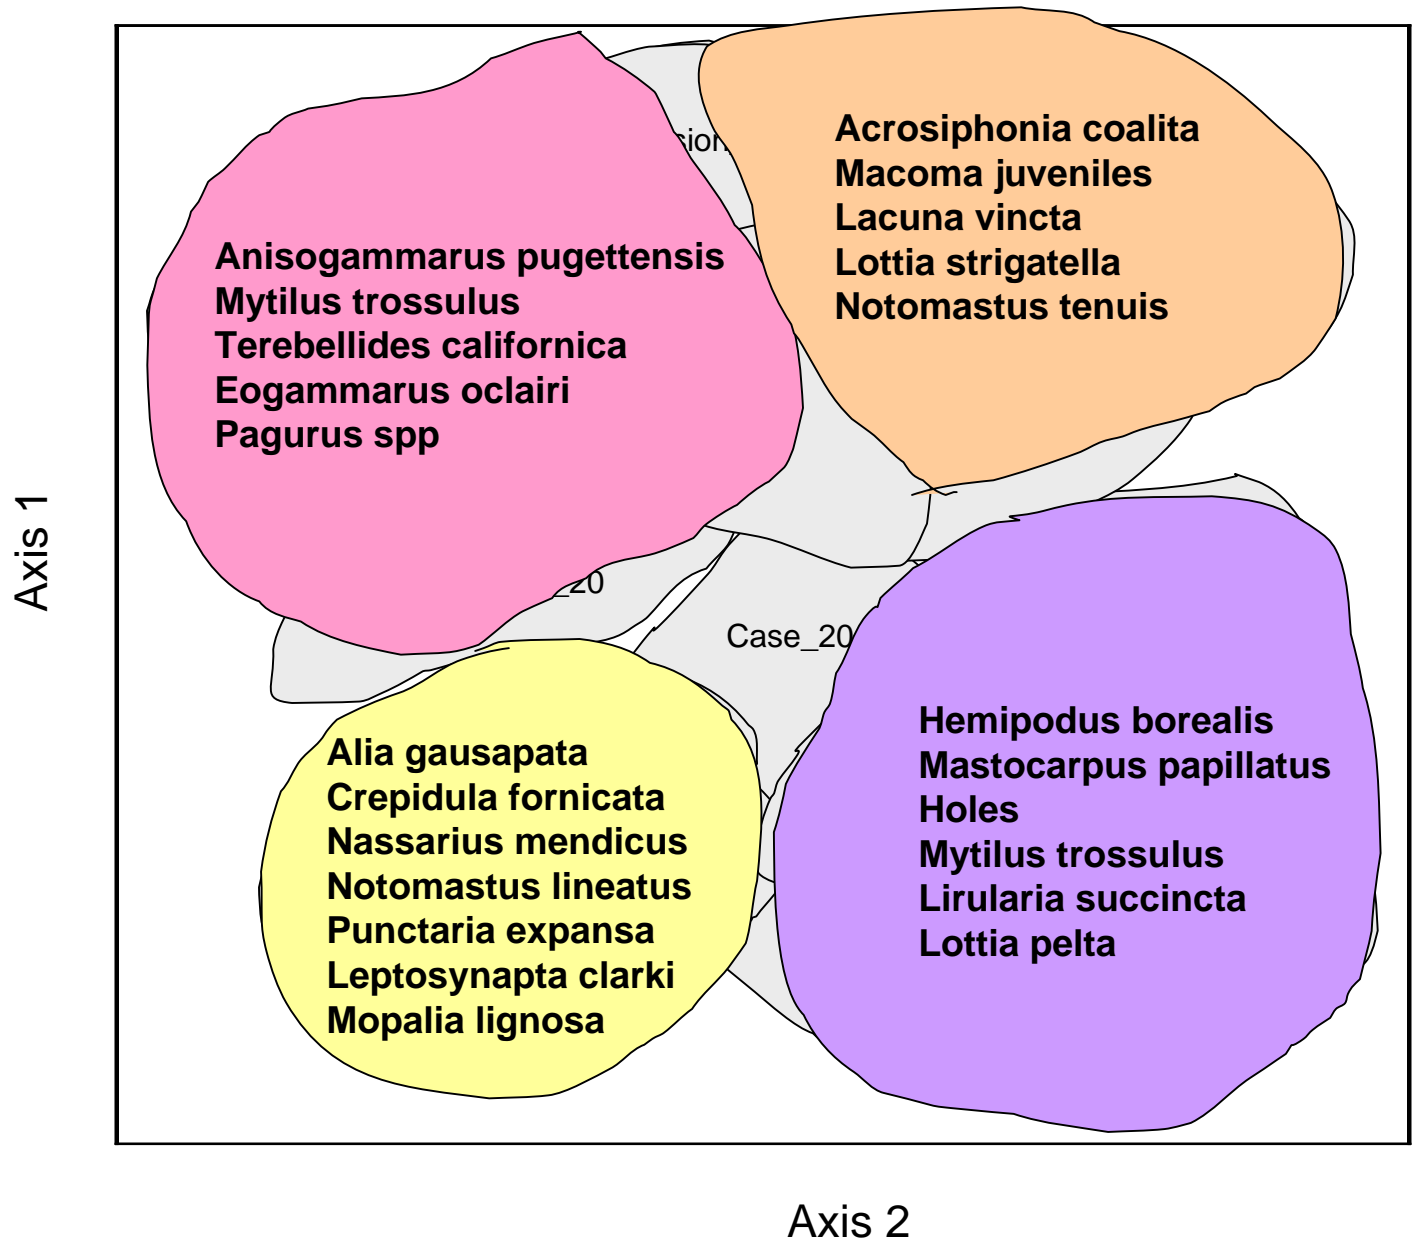 Acrosiphonia coalita
Macoma juveniles
Lacuna vincta
Lottia strigatella
Notomastus tenuis
Anisogammarus pugettensis
Mytilus trossulus
Terebellides californica
Eogammarus oclairi
Pagurus spp
_20
Case_20
Alia gausapata
Crepidula fornicata
Nassarius mendicus
Notomastus lineatus
Punctaria expansa
Leptosynapta clarki
Mopalia lignosa
Hemipodus borealis
Mastocarpus papillatus
Holes
Mytilus trossulus
Lirularia succincta
Lottia pelta
Axis 1
Axis 2